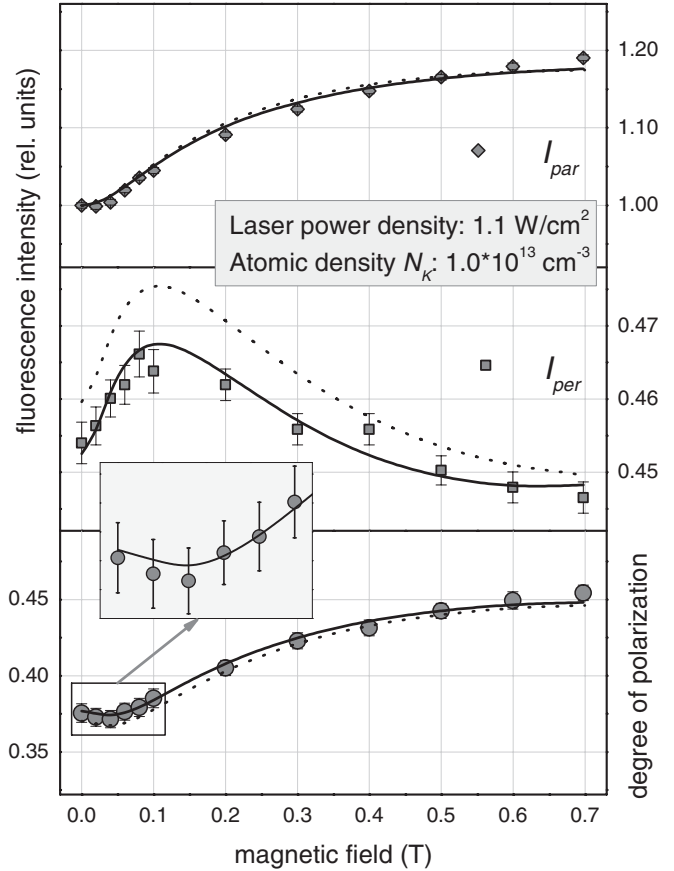 fluorescence intensity (rel. units)
1.20
1.10
1.00
I_par
Laser power density: 1.1 W/cm²
Atomic density N_K: 1.0*10¹³ cm⁻³
0.47
0.46
0.45
I_per
0.45
0.40
0.35
degree of polarization
0.0 0.1 0.2 0.3 0.4 0.5 0.6 0.7
magnetic field (T)